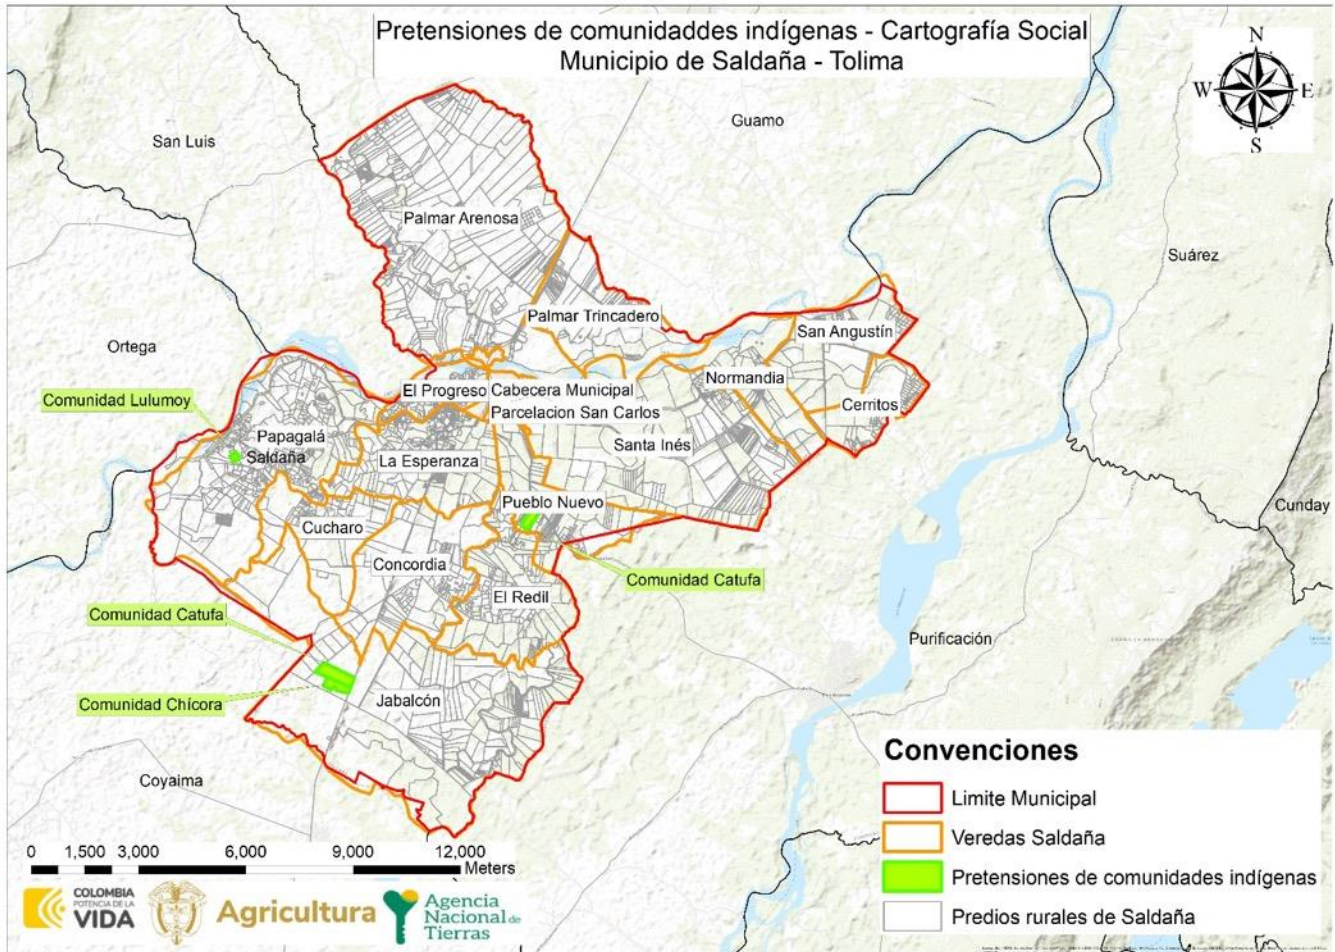 Pretensiones de comunidaddes indígenas - Cartografía Social
Municipio de Saldaña - Tolima
N
W
E
S
Guamo
San Luis
Palmar Arenosa
Suárez
Palmar Trincadero
San Angustín
Ortega
El Progreso
Cabecera Municipal
Normandia
Comunidad Lulumoy
Cerritos
Parcelacion San Carlos
Papagalá
Santa Inés
Saldaña
La Esperanza
Pueblo Nuevo
Cunday
Cucharo
Concordia
Comunidad Catufa
El Redil
Comunidad Catufa
Purificación
Comunidad Chícora
Jabalcón
Coyaima
Convenciones
Limite Municipal
Veredas Saldaña
Pretensiones de comunidades indígenas
Predios rurales de Saldaña
0 1,500 3,000 6,000 9,000 12,000
Meters
COLOMBIA
POTENCIA DE LA
VIDA
Agricultura
Agencia
Nacional de
Tierras